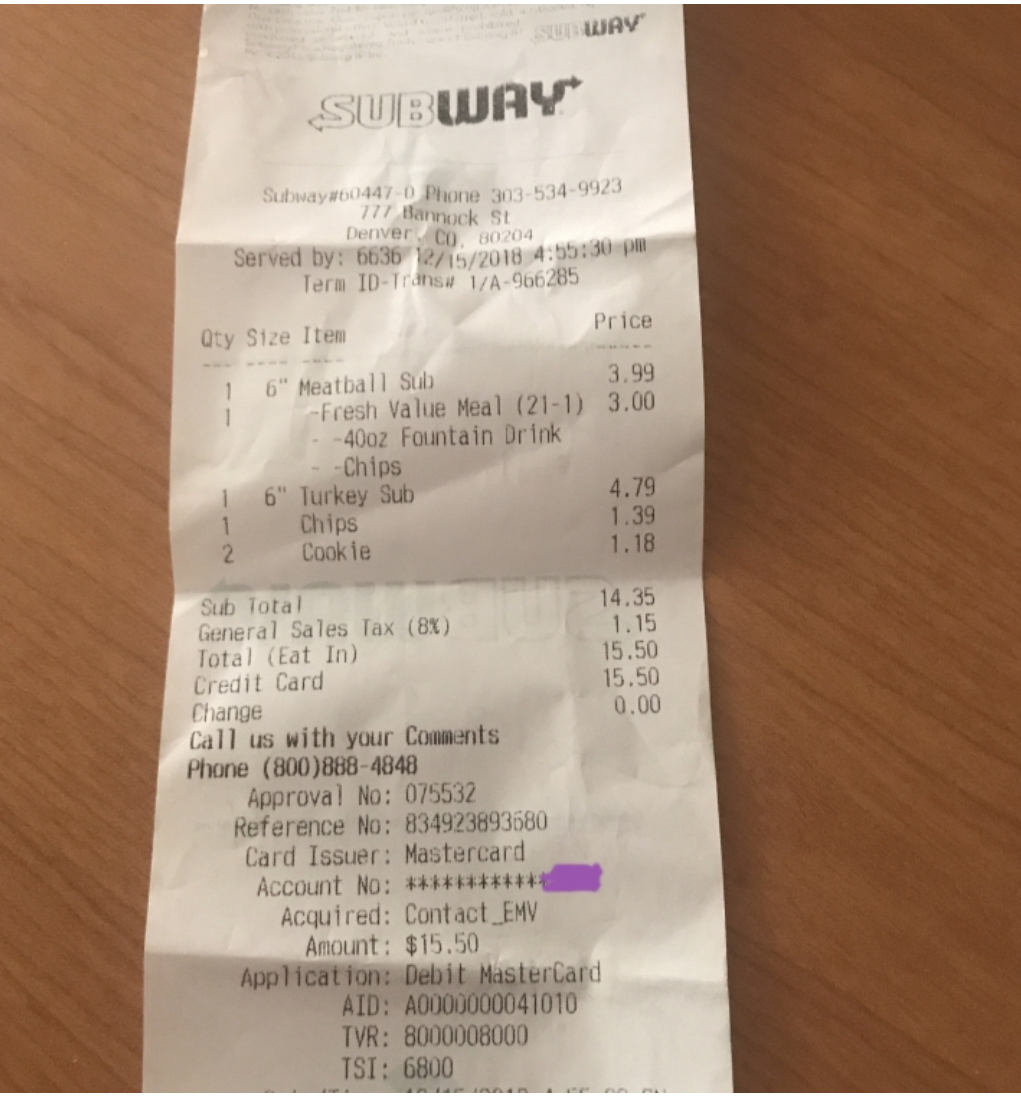 SUBWAY
SUBWAY
Subway#60447-0 Phone 303-534-9923
777 Bannock St
Denver, CO, 80204
Served by: 6636 12/15/2018 4:55:30 pm
Term ID-Trans# 1/A-966285
Qty Size Item Price
---- ---- ---- -----
1 6" Meatball Sub 3.99
1 -Fresh Value Meal (21-1) 3.00
- -40oz Fountain Drink
- -Chips
1 6" Turkey Sub 4.79
1 Chips 1.39
2 Cookie 1.18
Sub Total 14.35
General Sales Tax (8%) 1.15
Total (Eat In) 15.50
Credit Card 15.50
Change 0.00
Call us with your Comments
Phone (800)888-4848
Approval No: 075532
Reference No: 834923893680
Card Issuer: Mastercard
Account No: ************
Acquired: Contact_EMV
Amount: $15.50
Application: Debit MasterCard
AID: A0000000041010
TVR: 8000008000
TSI: 6800